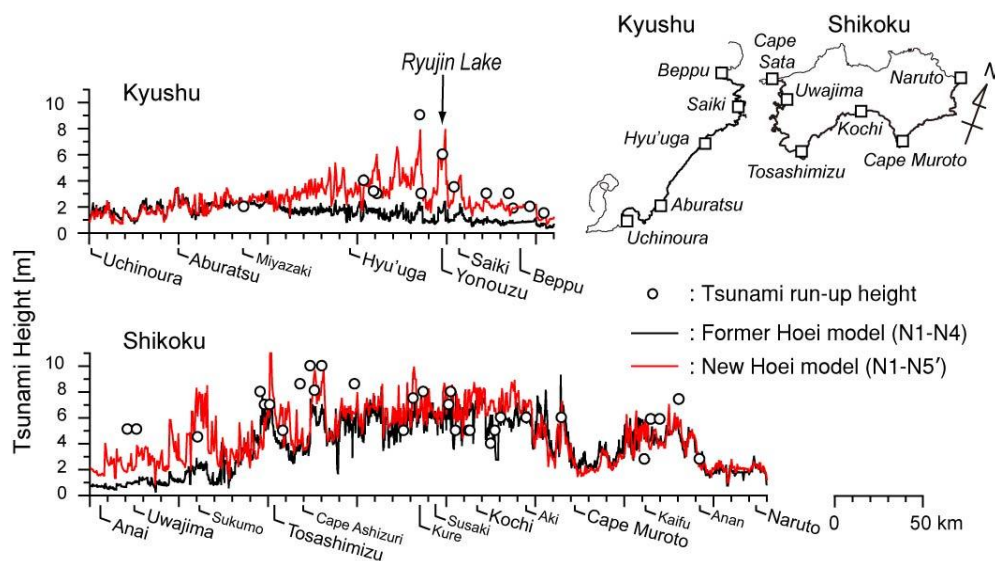 Kyushu
Ryujin Lake
10
8
6
4
2
0
Uchinoura
Aburatsu
Miyazaki
Hyu'uga
Yonouzu
Saiki
Beppu
Kyushu
Cape
Sata
Shikoku
Beppu
Saiki
Hyu'uga
Aburatsu
Uchinoura
Uwajima
Naruto
Kochi
Tosashimizu
Cape Muroto
N
: Tsunami run-up height
: Former Hoei model (N1-N4)
: New Hoei model (N1-N5′)
Tsunami Height [m]
Shikoku
10
8
6
4
2
0
Anai
Uwajima
Sukumo
Tosashimizu
Cape Ashizuri
Kure
Susaki
Kochi
Aki
Cape Muroto
Kaifu
Anan
Naruto
0
50 km